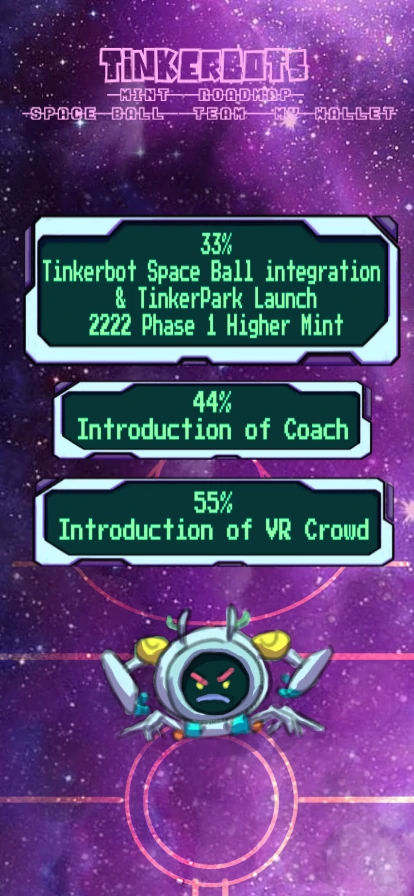 TINKERBOTS
MINT ROADMAP
SPACE BALL TEAM MY WALLET
33%
Tinkerbot Space Ball integration
& TinkerPark Launch
2222 Phase 1 Higher Mint
44%
Introduction of Coach
55%
Introduction of VR Crowd